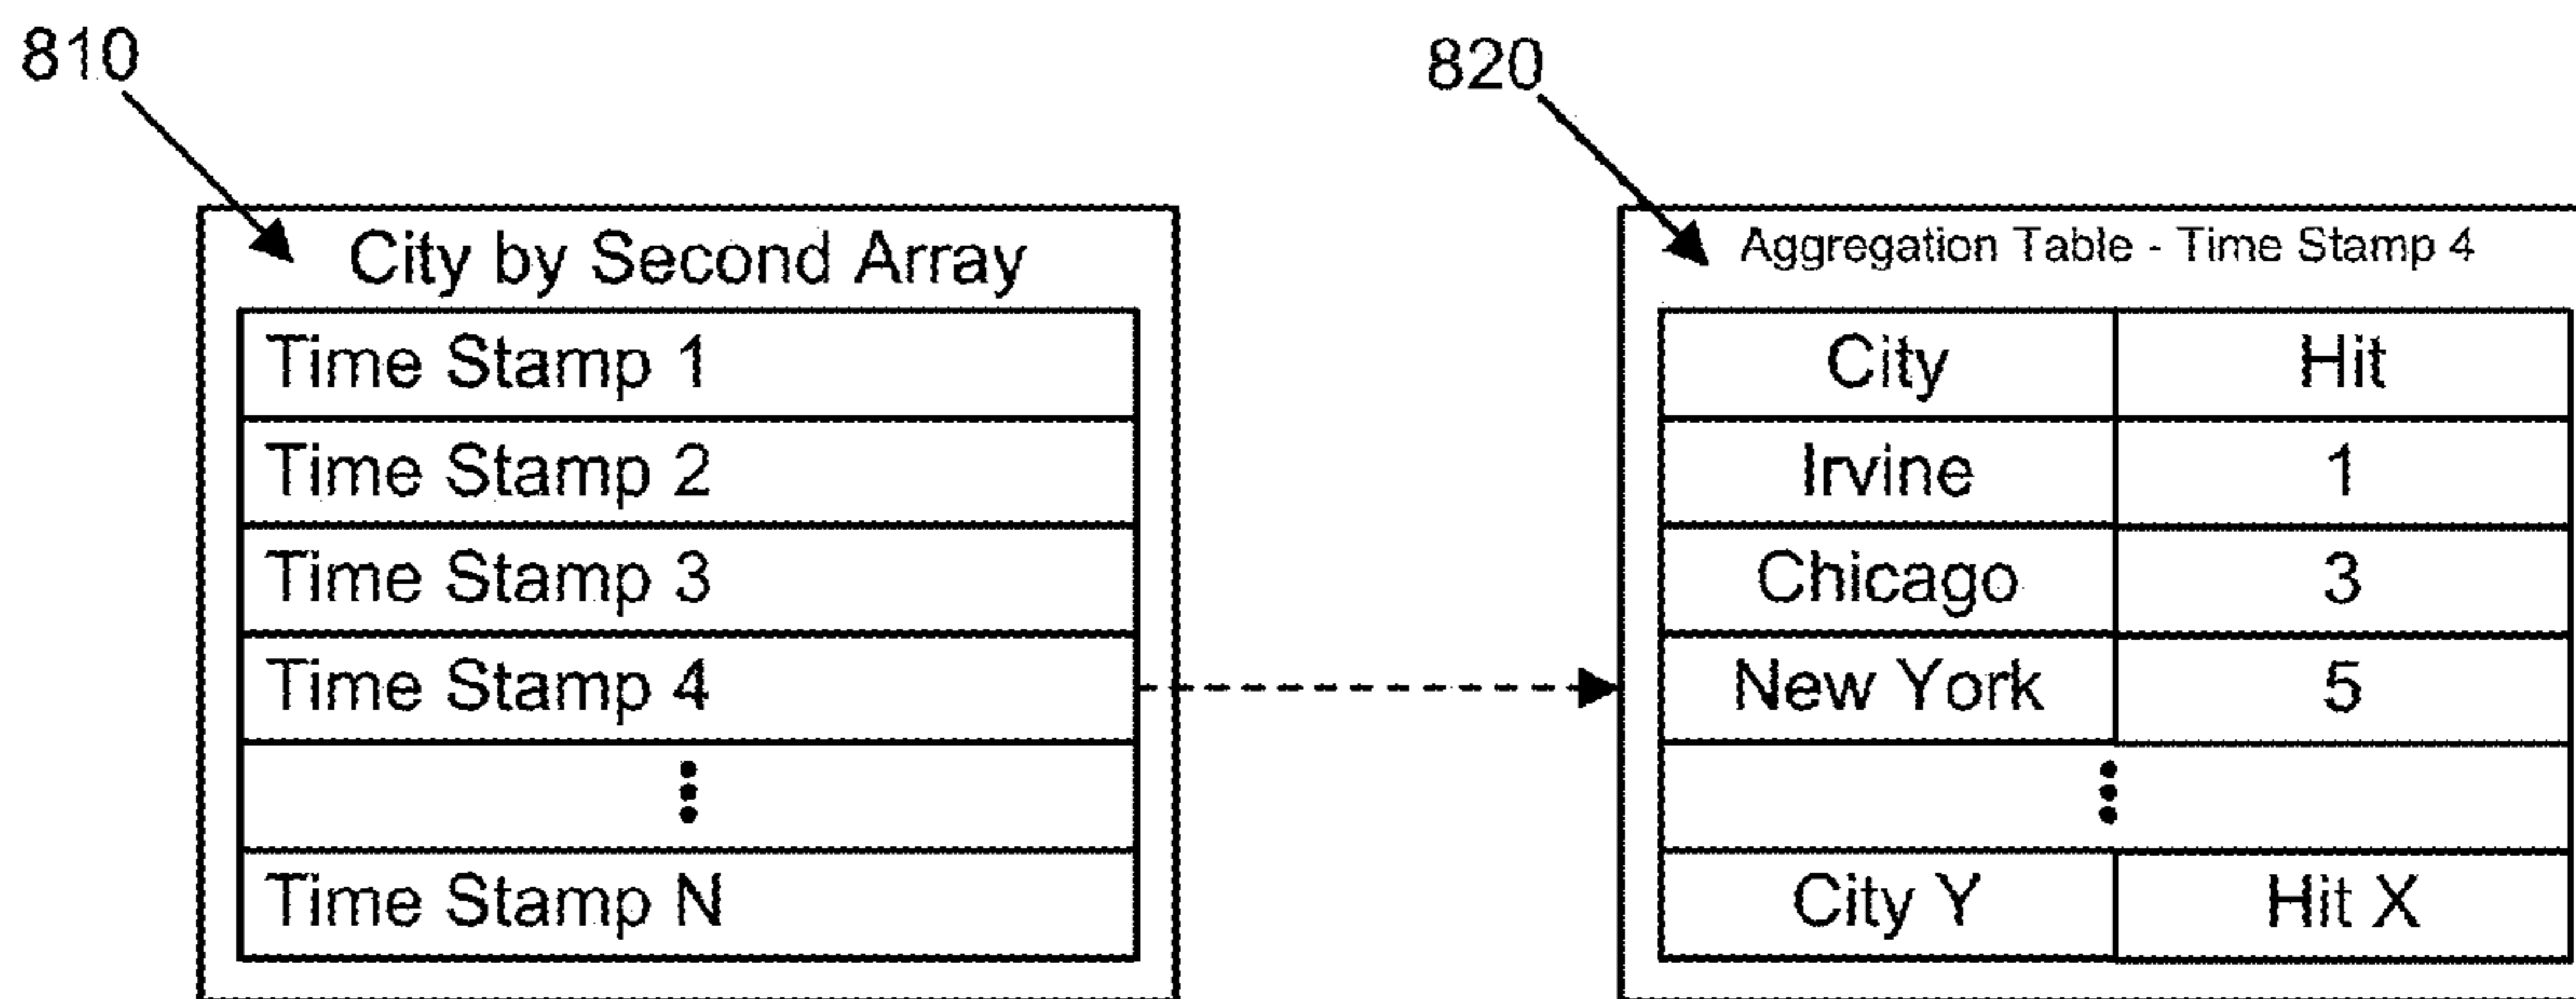 810
City by Second Array
Time Stamp 1
Time Stamp 2
Time Stamp 3
Time Stamp 4
Time Stamp N
820
Aggregation Table - Time Stamp 4
City Hit
Irvine 1
Chicago 3
New York 5
City Y Hit X